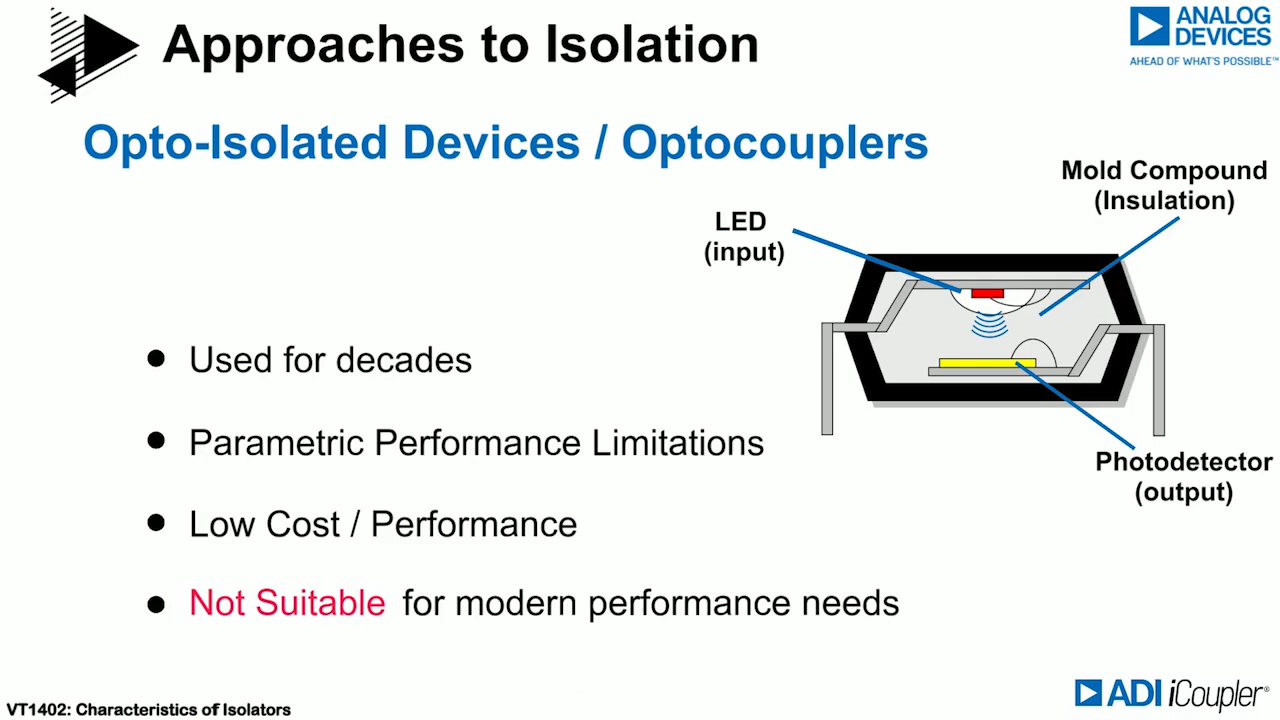 Approaches to Isolation
ANALOG
DEVICES
AHEAD OF WHAT'S POSSIBLE™
Opto-Isolated Devices / Optocouplers
Mold Compound
(Insulation)
LED
(input)
• Used for decades
• Parametric Performance Limitations
Photodetector
(output)
• Low Cost / Performance
• Not Suitable for modern performance needs
ADI iCoupler®
VT1402: Characteristics of Isolators